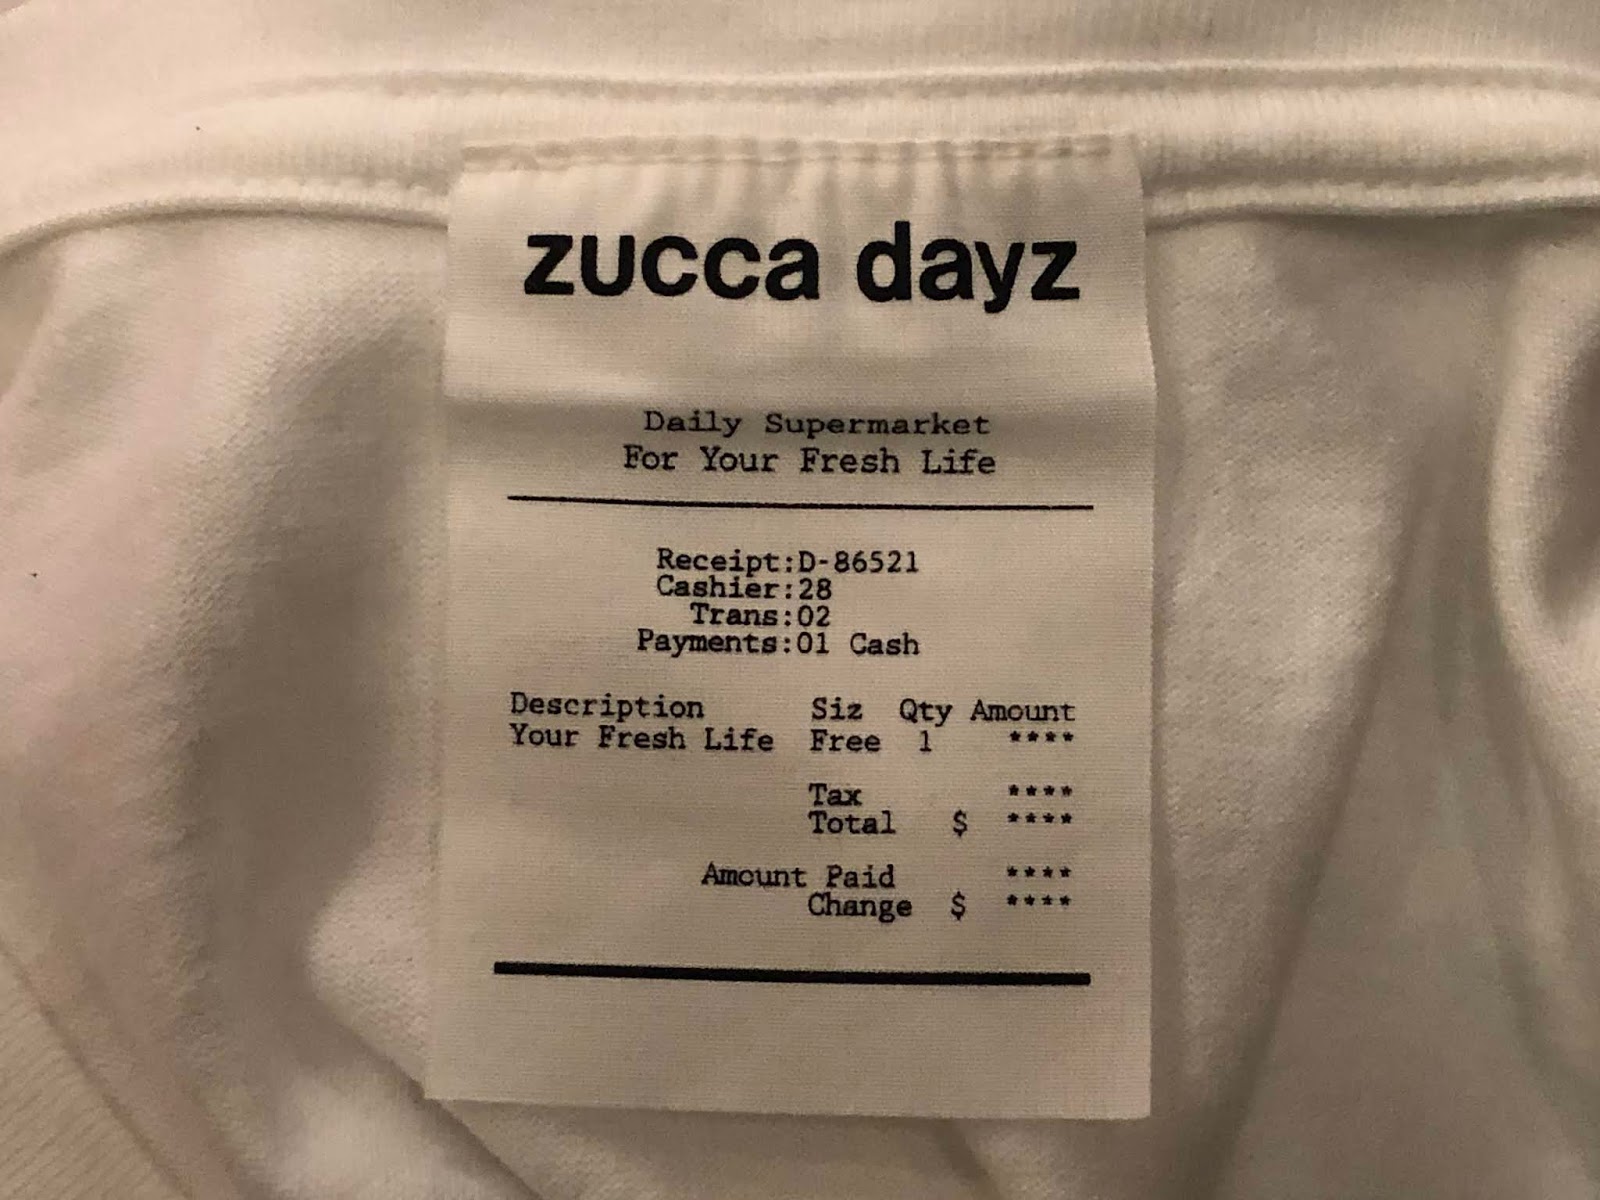 zucca dayz
Daily Supermarket
For Your Fresh Life
Receipt:D-86521
Cashier:28
Trans:02
Payments:01 Cash
Description Siz Qty Amount
Your Fresh Life Free 1 ****
Tax ****
Total $ ****
Amount Paid ****
Change $ ****